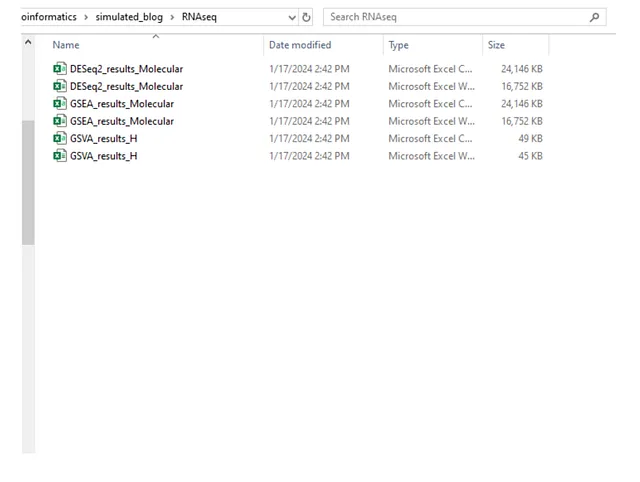 oinformatics > simulated_blog > RNAseq Search RNAseq
Name Date modified Type Size
DESeq2_results_Molecular 1/17/2024 2:42 PM Microsoft Excel C... 24,146 KB
DESeq2_results_Molecular 1/17/2024 2:42 PM Microsoft Excel W... 16,752 KB
GSEA_results_Molecular 1/17/2024 2:42 PM Microsoft Excel C... 24,146 KB
GSEA_results_Molecular 1/17/2024 2:42 PM Microsoft Excel W... 16,752 KB
GSVA_results_H 1/17/2024 2:42 PM Microsoft Excel C... 49 KB
GSVA_results_H 1/17/2024 2:42 PM Microsoft Excel W... 45 KB